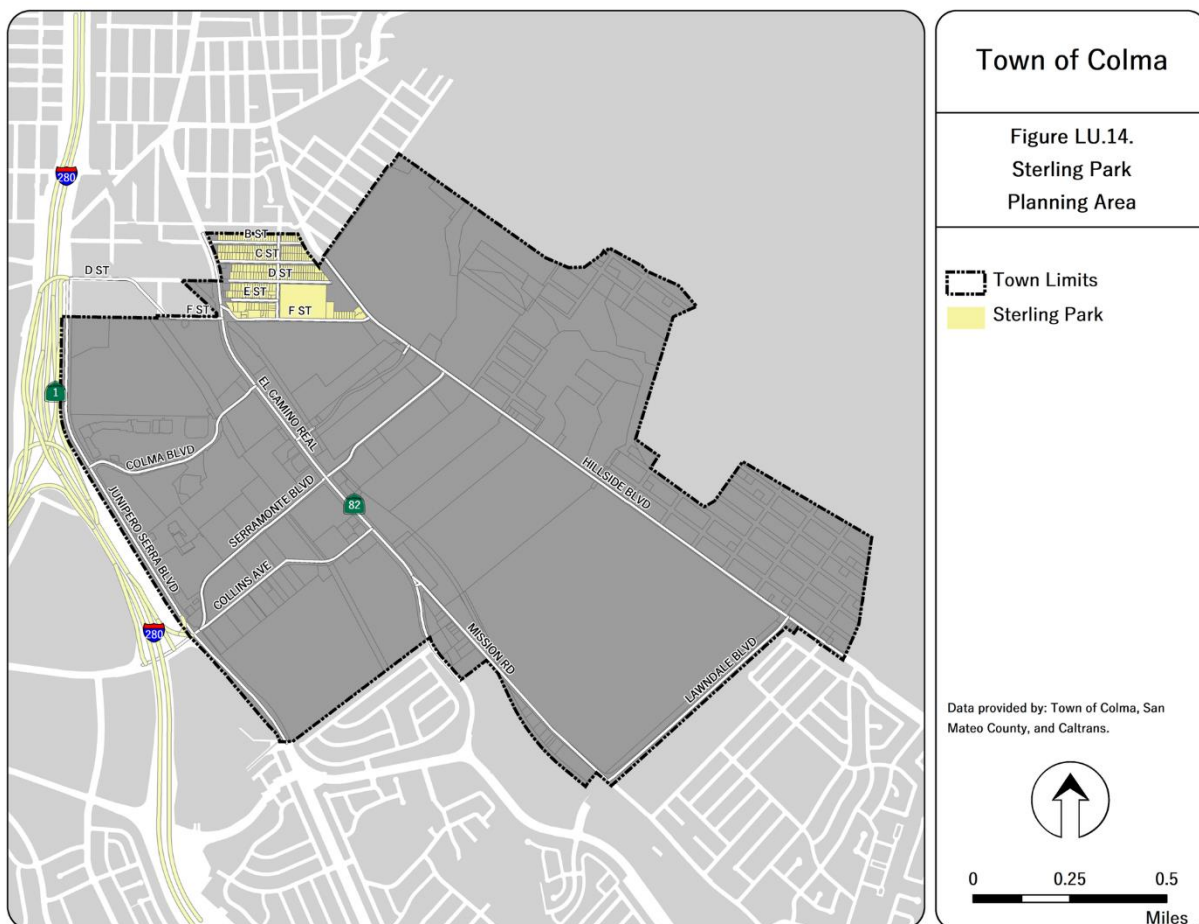 Town of Colma
Figure LU.14.
Sterling Park
Planning Area
Town Limits
Sterling Park
Data provided by: Town of Colma, San
Mateo County, and Caltrans.
0
0.25
0.5
Miles
280
B ST
C ST
D ST
D ST
E ST
F ST
F ST
1
EL CAMINO REAL
COLMA BLVD
JUNIPERO SERRA BLVD
SERRAMONTE BLVD
82
HILLSIDE BLVD
COLLINS AVE
280
MISSION RD
LAWNDALE BLVD